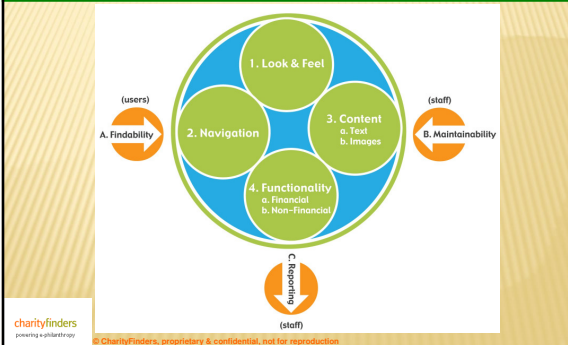 1. Look & Feel
(users)
A. Findability
2. Navigation
3. Content
a. Text
b. Images
(staff)
B. Maintainability
4. Functionality
a. Financial
b. Non-Financial
C. Reporting
(staff)
charityfinders
powering e-philanthropy
© CharityFinders, proprietary & confidential, not for reproduction